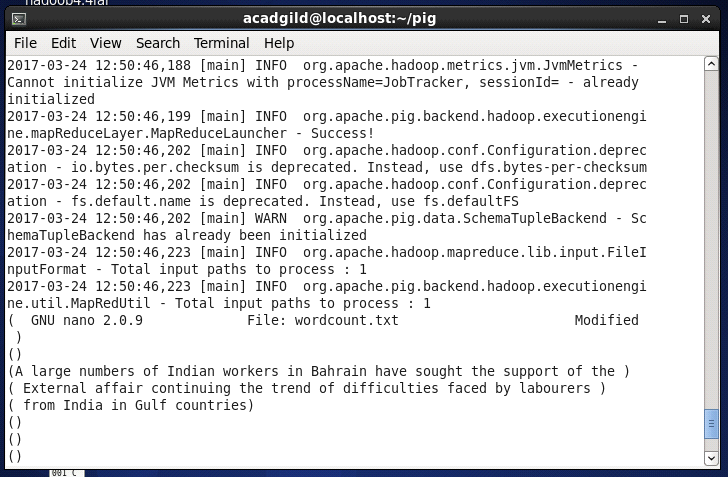 acadgild@localhost:~/pig
File Edit View Search Terminal Help
2017-03-24 12:50:46,188 [main] INFO  org.apache.hadoop.metrics.jvm.JvmMetrics -
Cannot initialize JVM Metrics with processName=JobTracker, sessionId= - already
initialized
2017-03-24 12:50:46,199 [main] INFO  org.apache.pig.backend.hadoop.executionengi
ne.mapReduceLayer.MapReduceLauncher - Success!
2017-03-24 12:50:46,202 [main] INFO  org.apache.hadoop.conf.Configuration.deprec
ation - io.bytes.per.checksum is deprecated. Instead, use dfs.bytes-per-checksum
2017-03-24 12:50:46,202 [main] INFO  org.apache.hadoop.conf.Configuration.deprec
ation - fs.default.name is deprecated. Instead, use fs.defaultFS
2017-03-24 12:50:46,202 [main] WARN  org.apache.pig.data.SchemaTupleBackend - Sc
hemaTupleBackend has already been initialized
2017-03-24 12:50:46,223 [main] INFO  org.apache.hadoop.mapreduce.lib.input.FileI
nputFormat - Total input paths to process : 1
2017-03-24 12:50:46,223 [main] INFO  org.apache.pig.backend.hadoop.executionengi
ne.util.MapRedUtil - Total input paths to process : 1
(  GNU nano 2.0.9             File: wordcount.txt                      Modified
 )
()
(A large numbers of Indian workers in Bahrain have sought the support of the )
( External affair continuing the trend of difficulties faced by labourers )
( from India in Gulf countries)
()
()
()
001 C